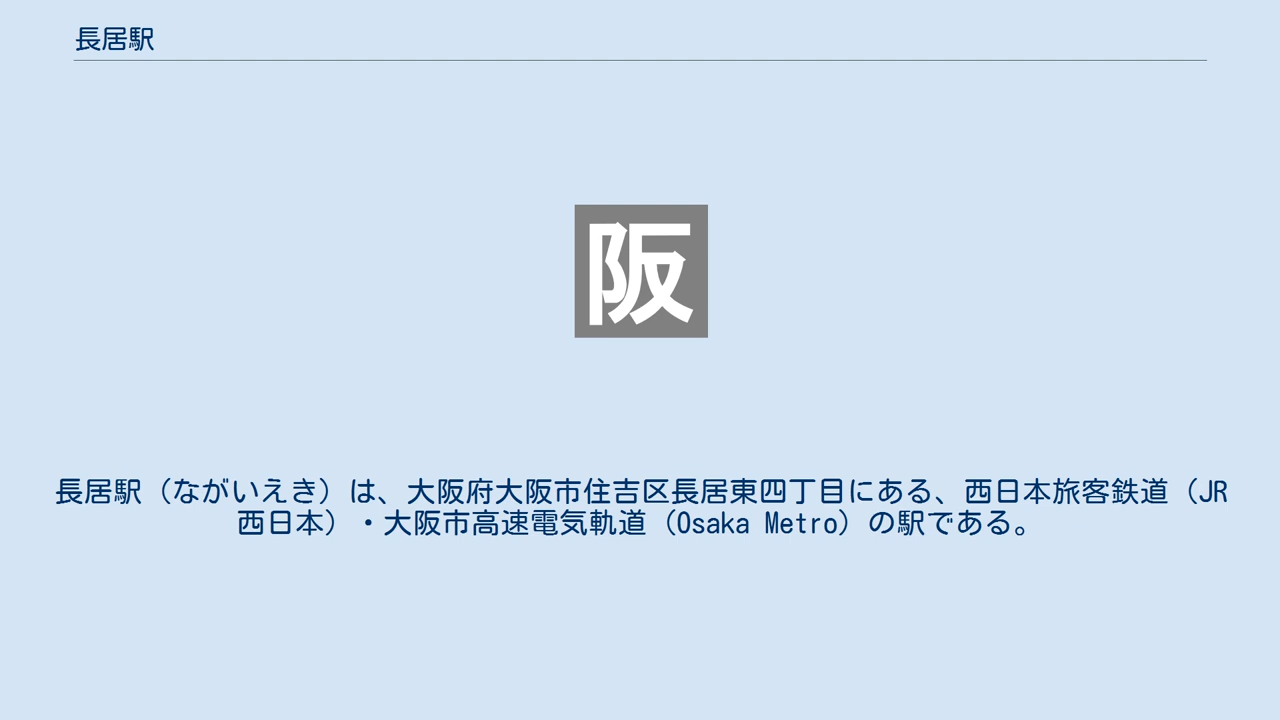 長居駅
阪
長居駅（ながいえき）は、大阪府大阪市住吉区長居東四丁目にある、西日本旅客鉄道（JR
西日本）・大阪市高速電気軌道（Osaka Metro）の駅である。